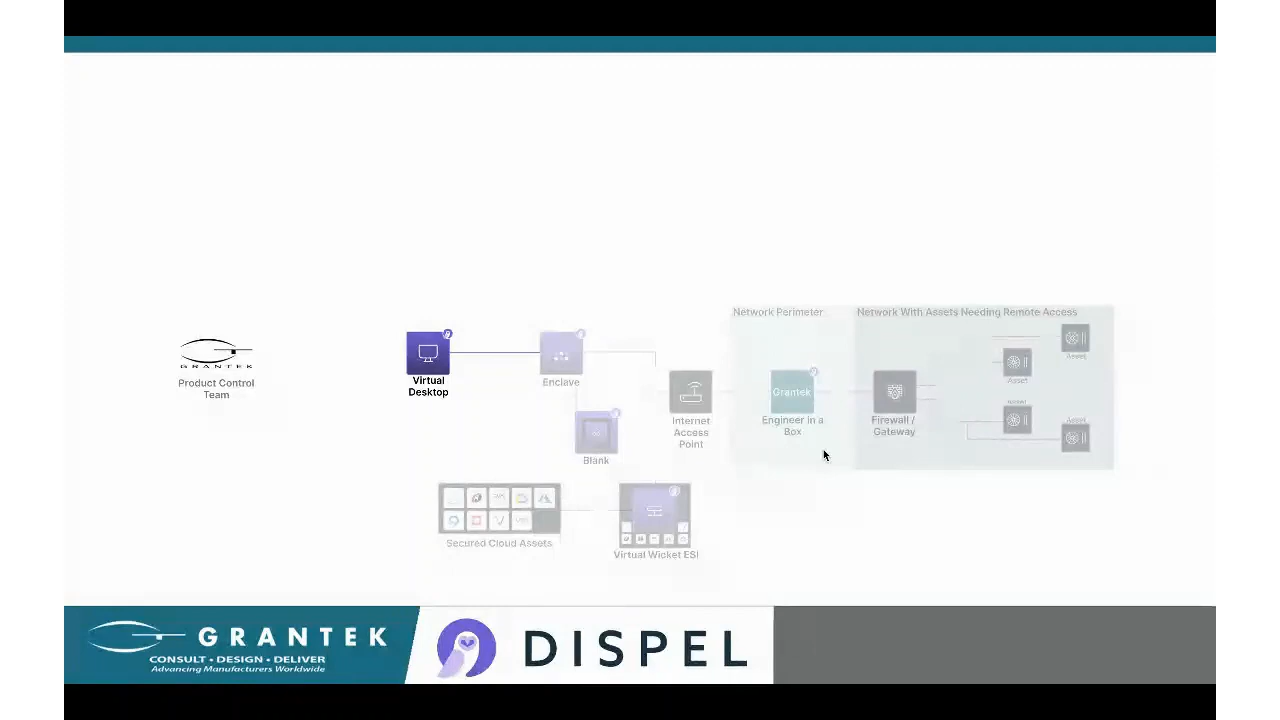 Network Perimeter
Network With Assets Needing Remote Access
GRANTEK
Product Control
Team
Virtual
Desktop
Enclave
Blank
Internet
Access
Point
Grantek
Engineer in a
Box
Firewall /
Gateway
Asset
Asset
Asset
Secured Cloud Assets
Virtual Wicket ESI
GRANTEK
CONSULT • DESIGN • DELIVER
Advancing Manufacturers Worldwide
DISPEL